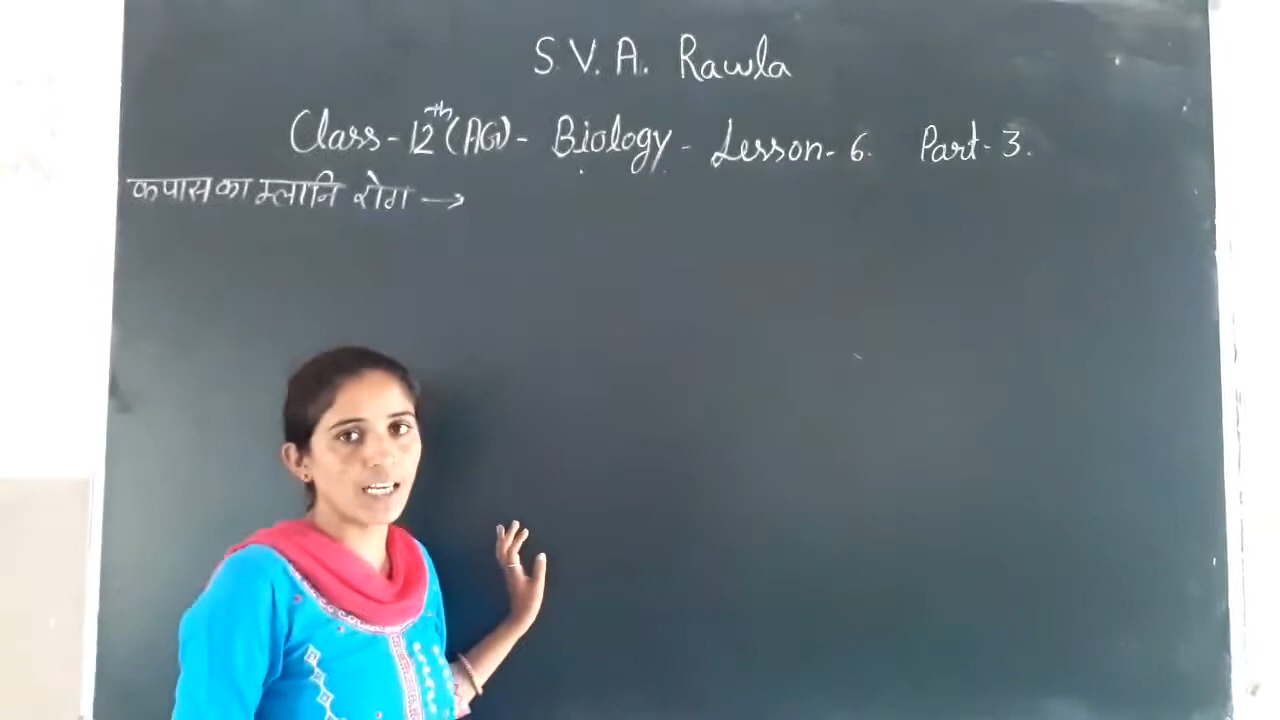 S. V. A. Rawla
Class - 12th (AG) - Biology - Lesson - 6. Part - 3.
कपास का म्लानि रोग →